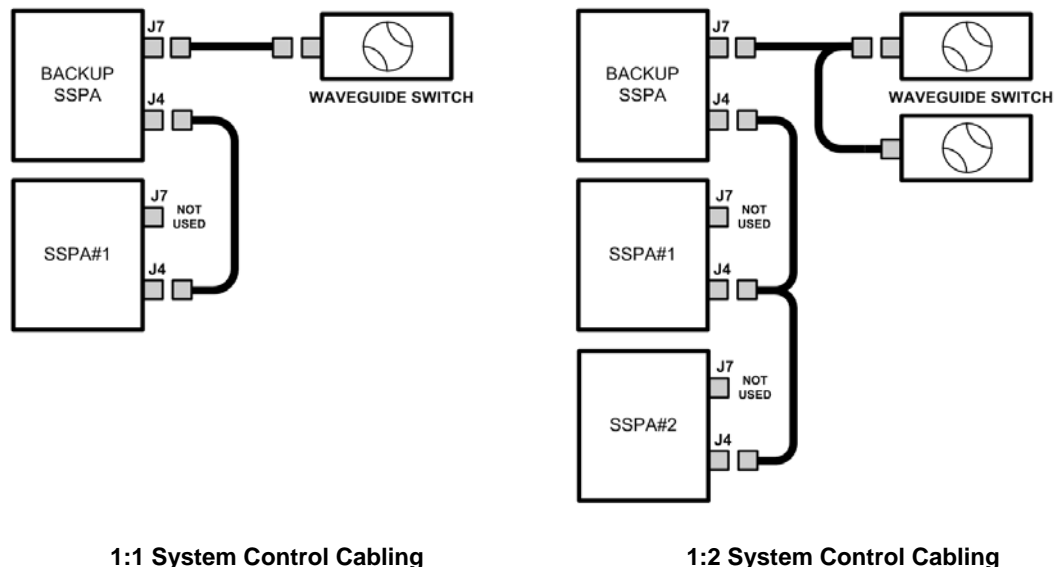 J7
BACKUP
SSPA
J4
WAVEGUIDE SWITCH
J7
NOT
USED
SSPA#1
J4
1:1 System Control Cabling
J7
BACKUP
SSPA
J4
WAVEGUIDE SWITCH
J7
NOT
USED
SSPA#1
J4
J7
NOT
USED
SSPA#2
J4
1:2 System Control Cabling